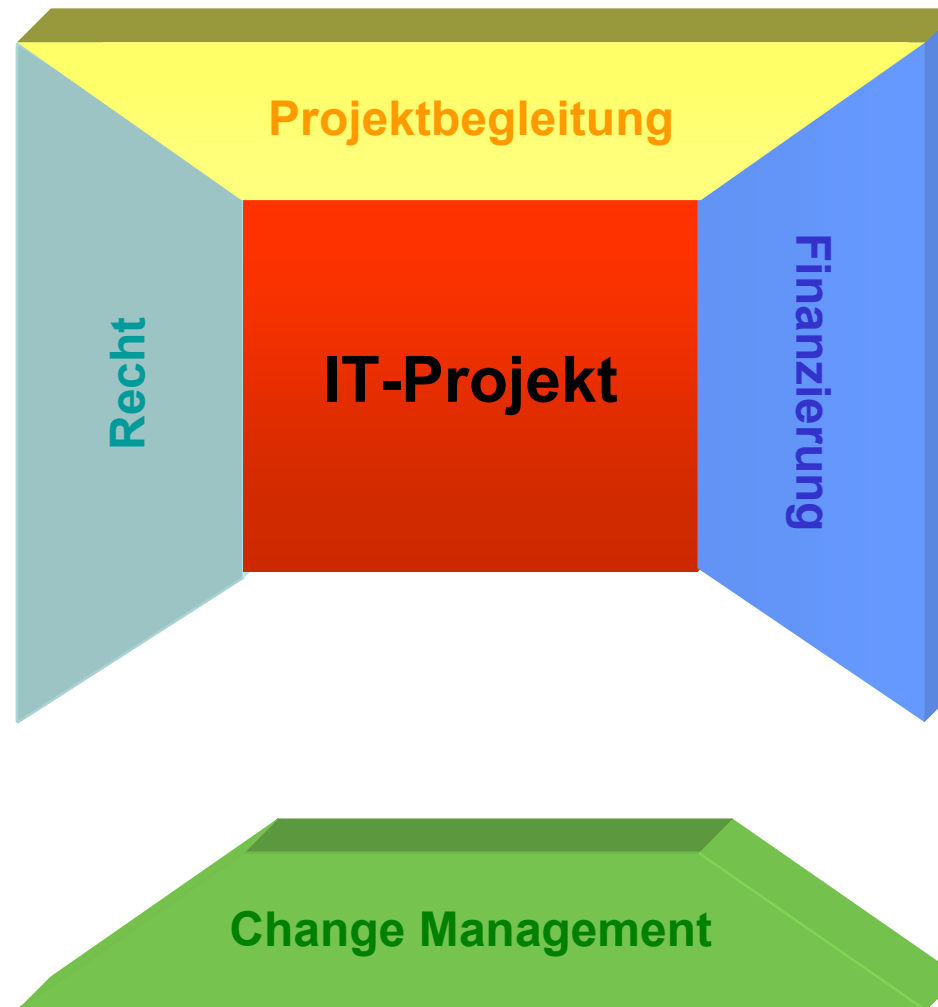 Projektbegleitung
Recht
IT-Projekt
Finanzierung
Change Management